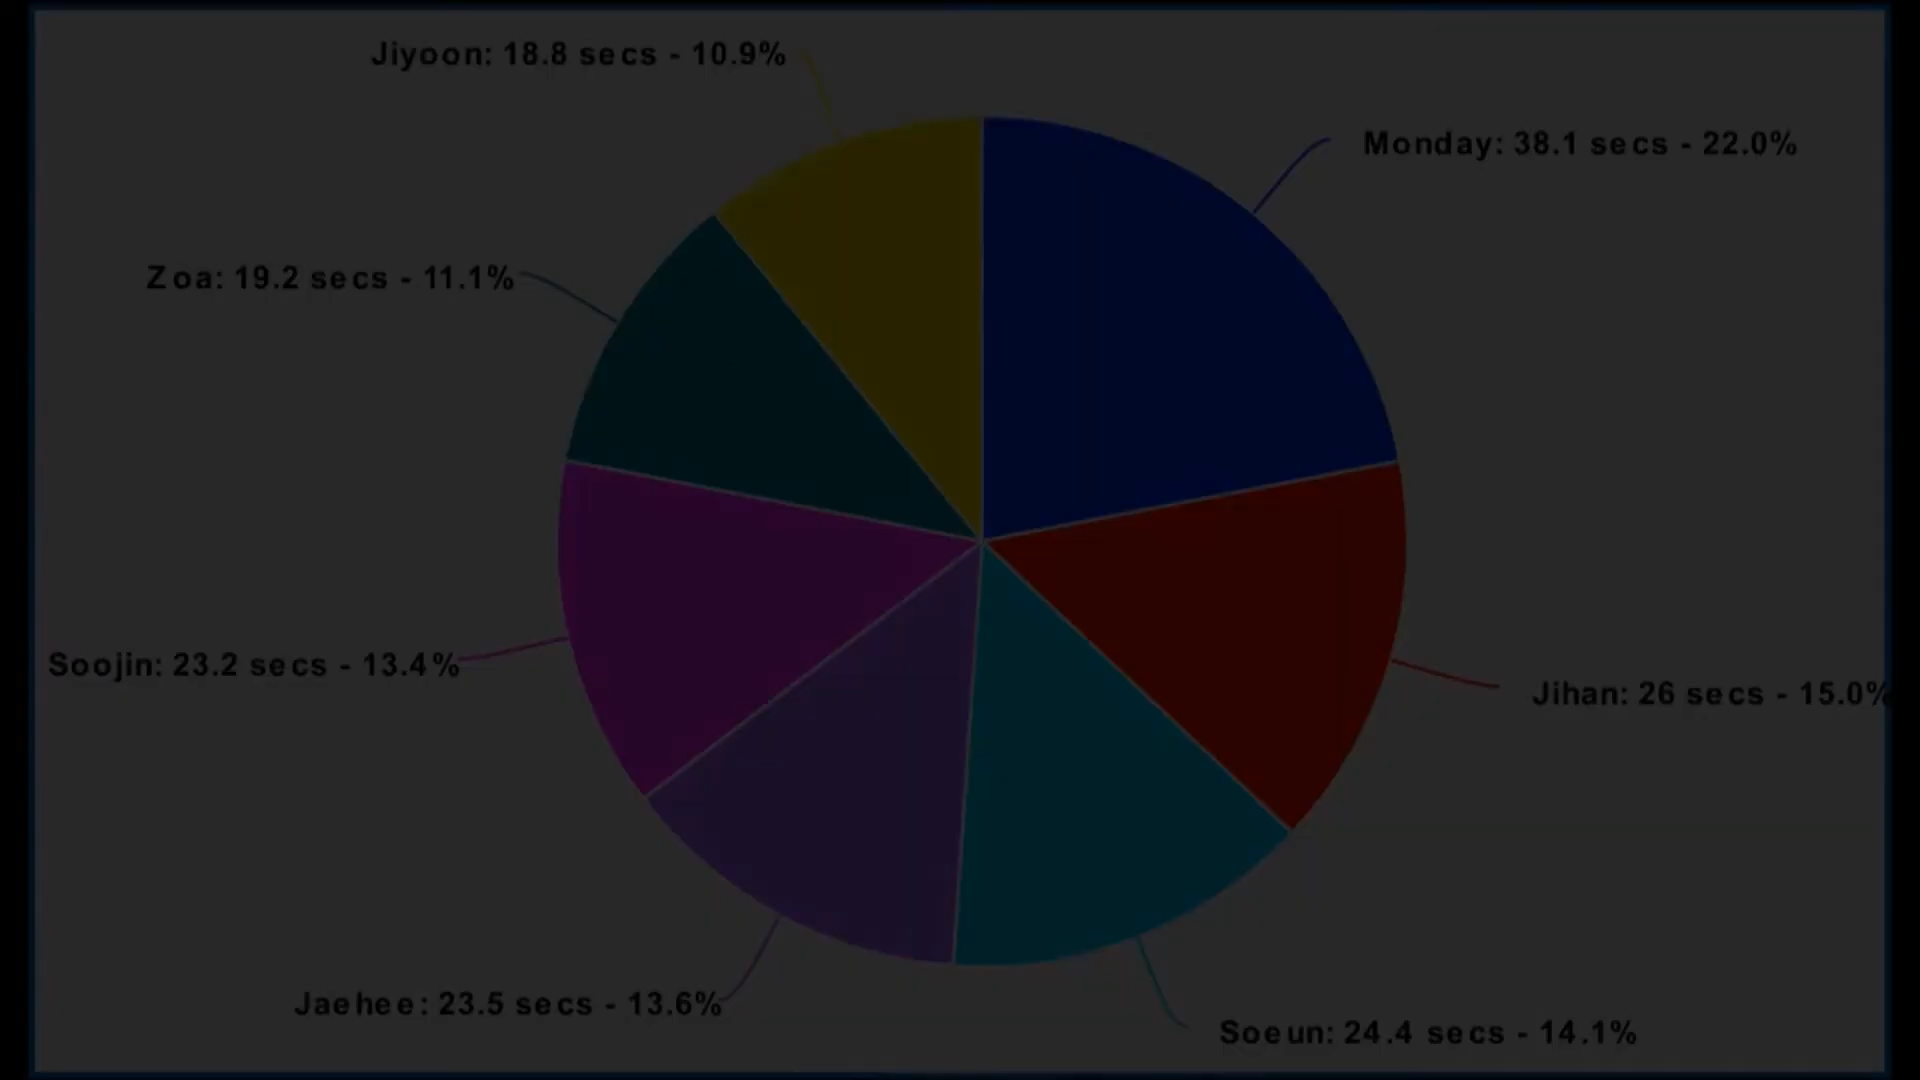 Jiyoon: 18.8 secs - 10.9%
Monday: 38.1 secs - 22.0%
Zoa: 19.2 secs - 11.1%
Soojin: 23.2 secs - 13.4%
Jihan: 26 secs - 15.0%
Jaehee: 23.5 secs - 13.6%
Soeun: 24.4 secs - 14.1%